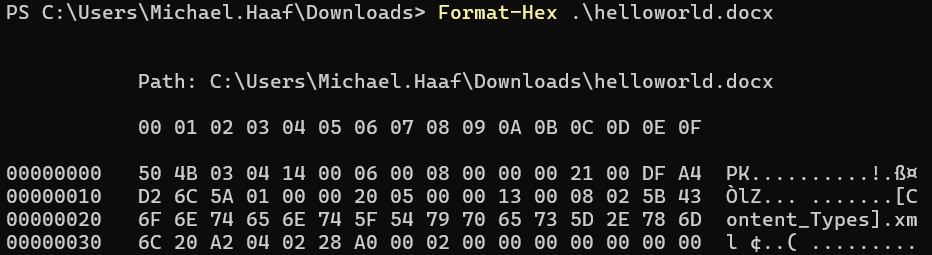 PS C:\Users\Michael.Haaf\Downloads> Format-Hex .\helloworld.docx
Path: C:\Users\Michael.Haaf\Downloads\helloworld.docx
00 01 02 03 04 05 06 07 08 09 0A 0B 0C 0D 0E 0F
00000000 50 4B 03 04 14 00 06 00 08 00 00 00 21 00 DF A4 PK..........!.ß¤
00000010 D2 6C 5A 01 00 00 20 05 00 00 13 00 08 02 5B 43 ÒlZ... .......[C
00000020 6F 6E 74 65 6E 74 5F 54 79 70 65 73 5D 2E 78 6D ontent_Types].xm
00000030 6C 20 A2 04 02 28 A0 00 02 00 00 00 00 00 00 00 l ¢..( .........